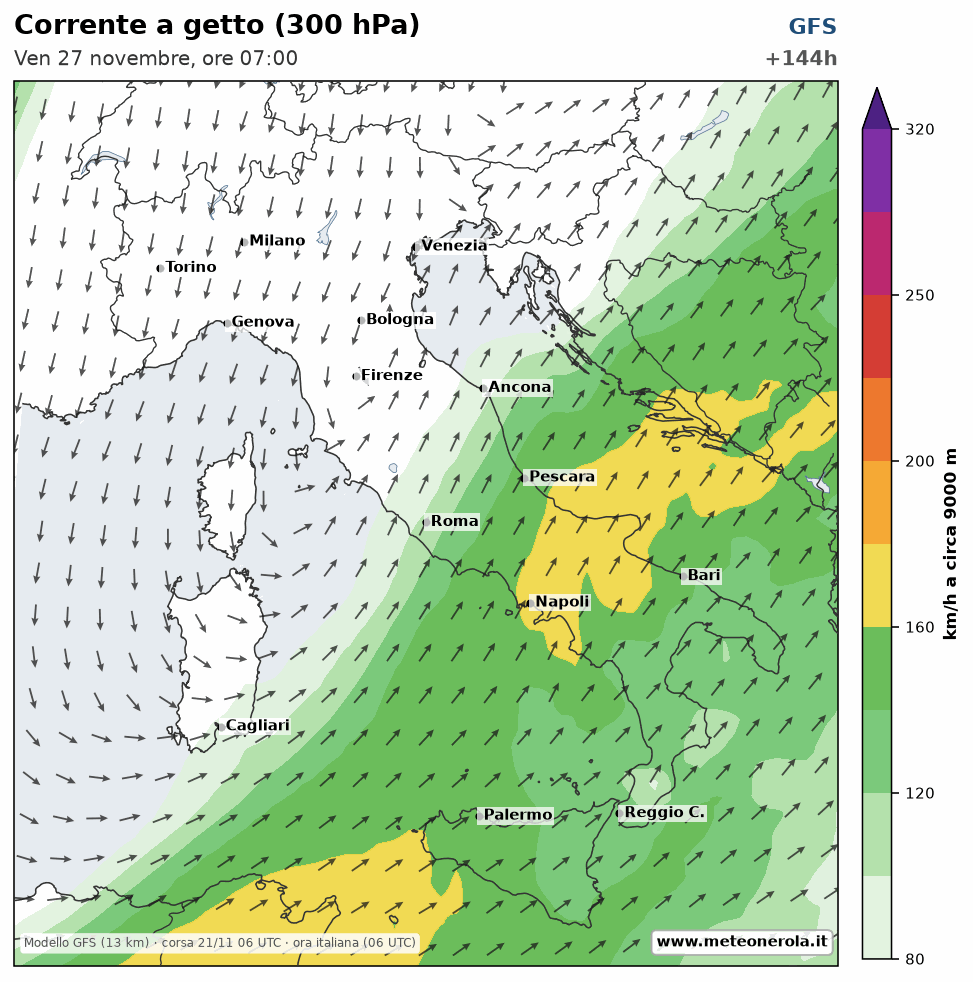 Corrente a getto (300 hPa)
GFS
Ven 27 novembre, ore 07:00
+144h
320
Milano
Venezia
Torino
250
Genova
Bologna
Firenze
Ancona
200
Pescara
Roma
km/h a circa 9000 m
Bari
Napoli
160
Cagliari
120
Palermo
Reggio C.
Modello GFS (13 km) · corsa 21/11 06 UTC · ora italiana (06 UTC)
www.meteonerola.it
80